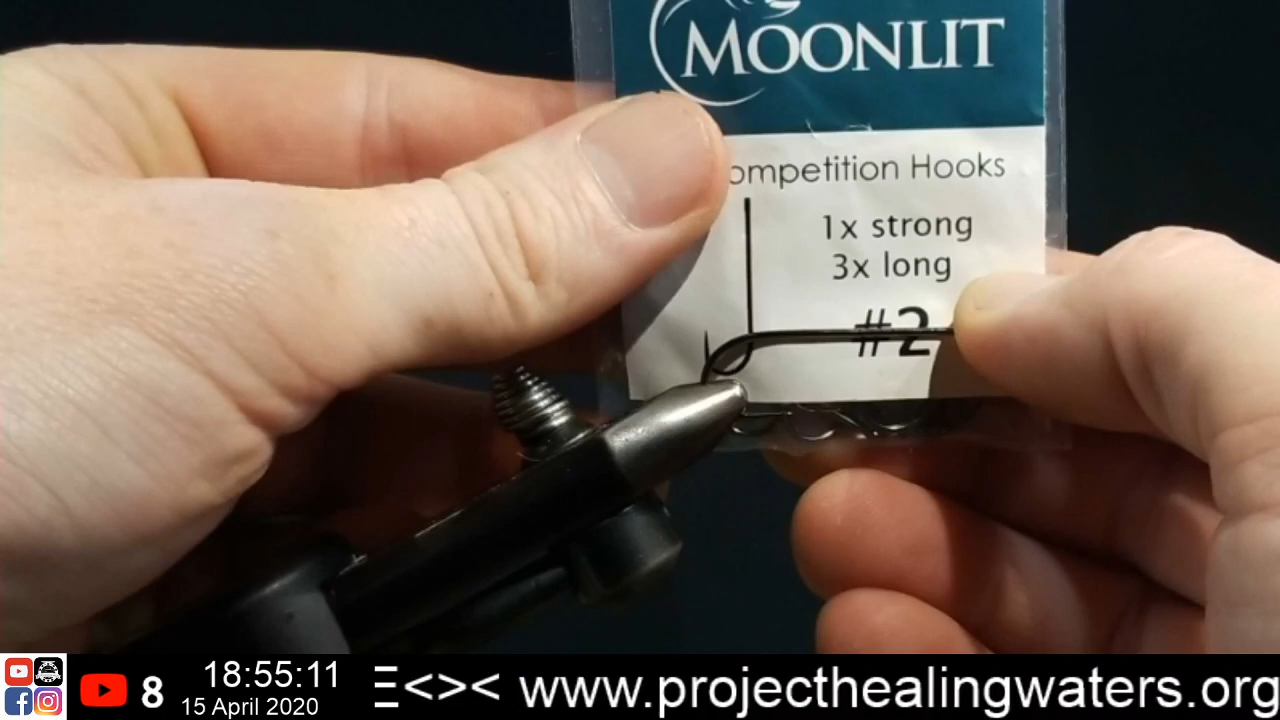 MOONLIT
ompetition Hooks
1x strong
3x long
#2
8
18:55:11
15 April 2020
Ξ<>< www.projecthealingwaters.org